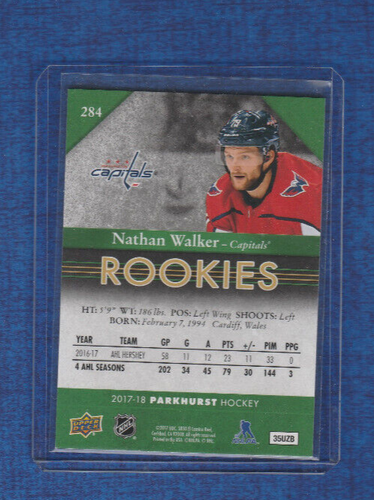 284
capitals
Nathan Walker – Capitals'
ROOKIES
HT: 5'9" WT: 186 lbs. POS: Left Wing SHOOTS: Left
BORN: February 7, 1994 Cardiff, Wales
YEAR TEAM GP G A PTS +/- PIM PPG
2016-17 AHL HERSHEY 58 11 12 23 11 33 0
4 AHL SEASONS 202 34 45 79 30 144 3
2017-18 PARKHURST HOCKEY
UPPER DECK
NHL
35UZB